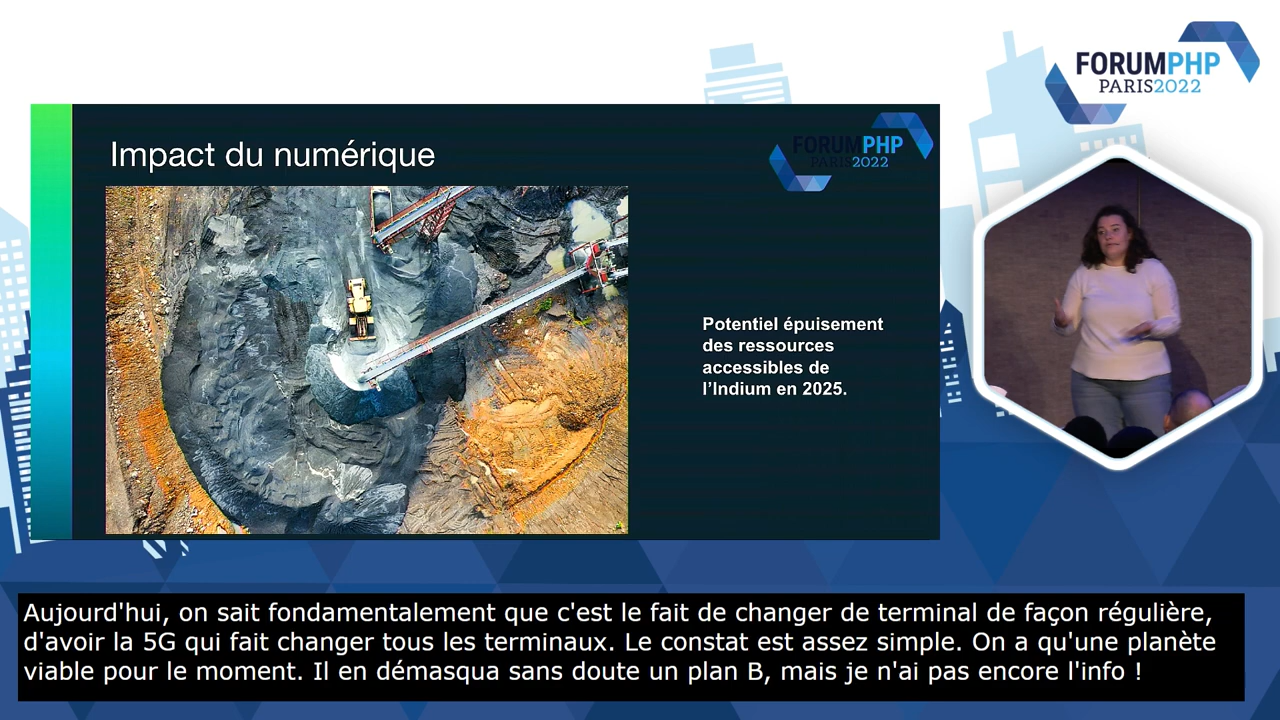 FORUMPHP
PARIS2022
Impact du numérique
FORUMPHP
PARIS2022
Potentiel épuisement
des ressources
accessibles de
l’Indium en 2025.
Aujourd'hui, on sait fondamentalement que c'est le fait de changer de terminal de façon régulière,
d'avoir la 5G qui fait changer tous les terminaux. Le constat est assez simple. On a qu'une planète
viable pour le moment. Il en démasqua sans doute un plan B, mais je n'ai pas encore l'info !